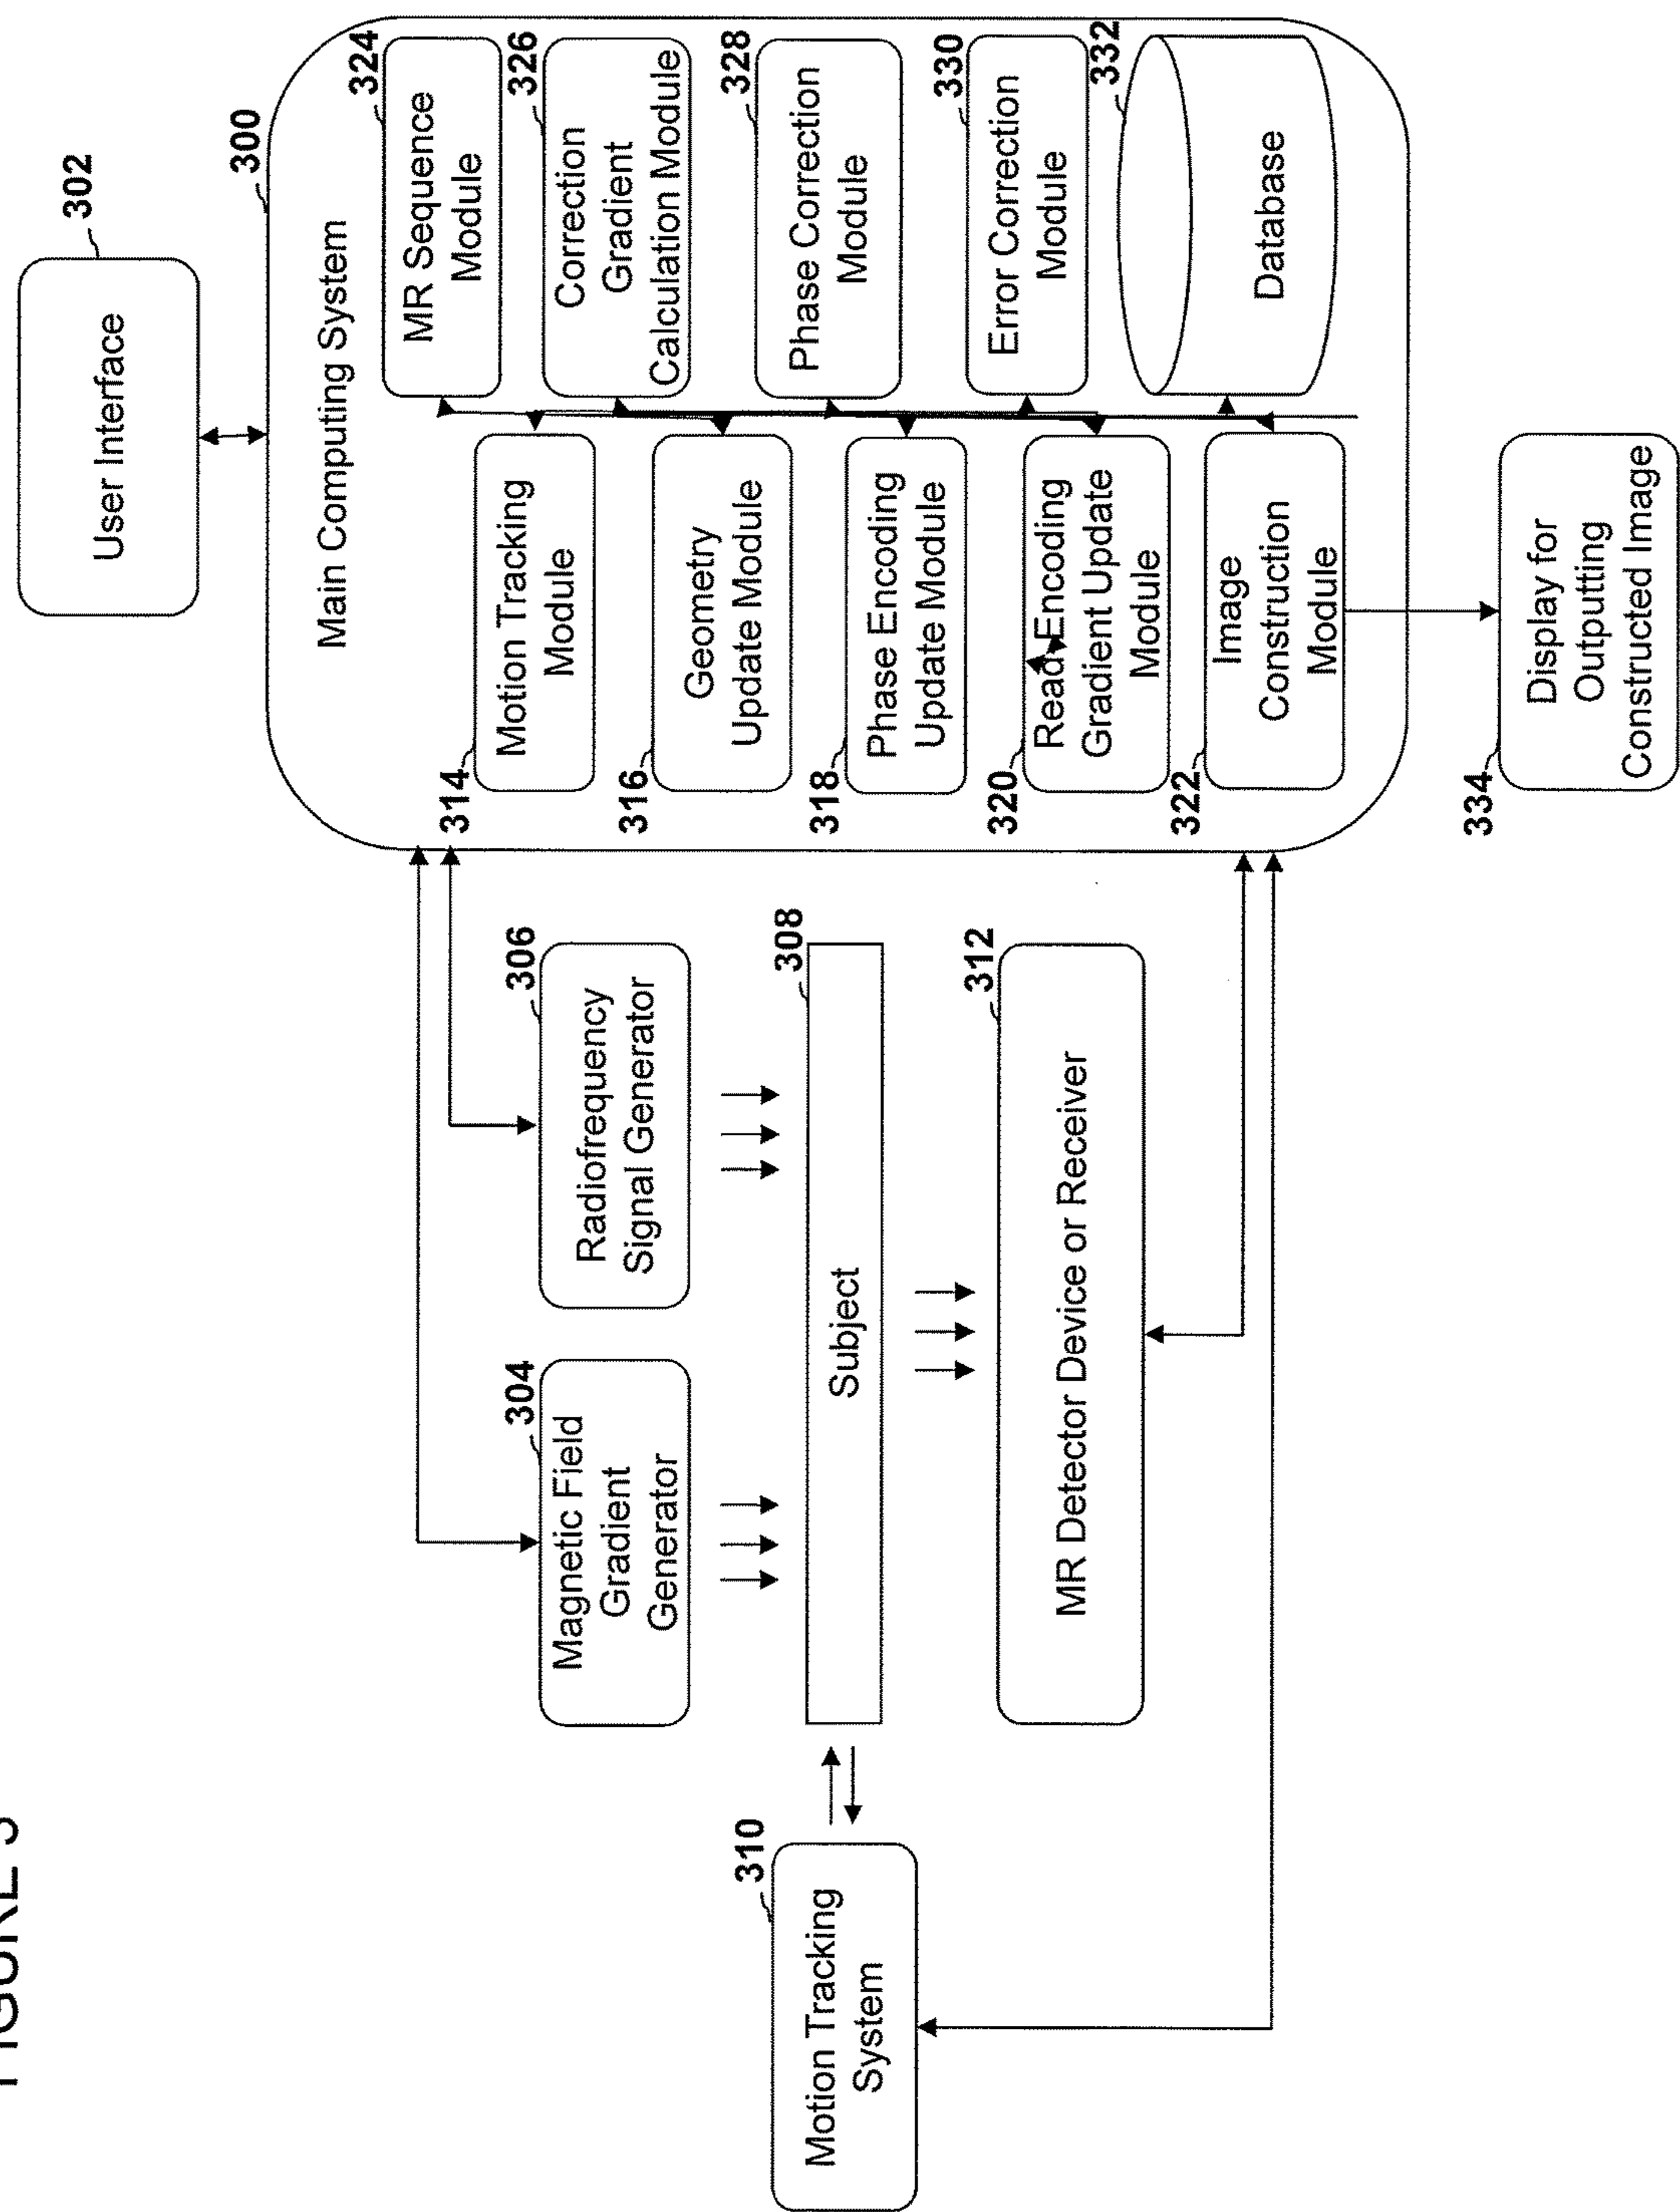 FIGURE 3
310
Motion Tracking
System
304
Magnetic Field
Gradient
Generator
306
Radiofrequency
Signal Generator
308
Subject
312
MR Detector Device or Receiver
302
User Interface
300
Main Computing System
314
Motion Tracking
Module
316
Geometry
Update Module
318
Phase Encoding
Update Module
320
Read Encoding
Gradient Update
Module
322
Image
Construction
Module
324
MR Sequence
Module
326
Correction
Gradient
Calculation Module
328
Phase Correction
Module
330
Error Correction
Module
332
Database
334
Display for
Outputting
Constructed Image